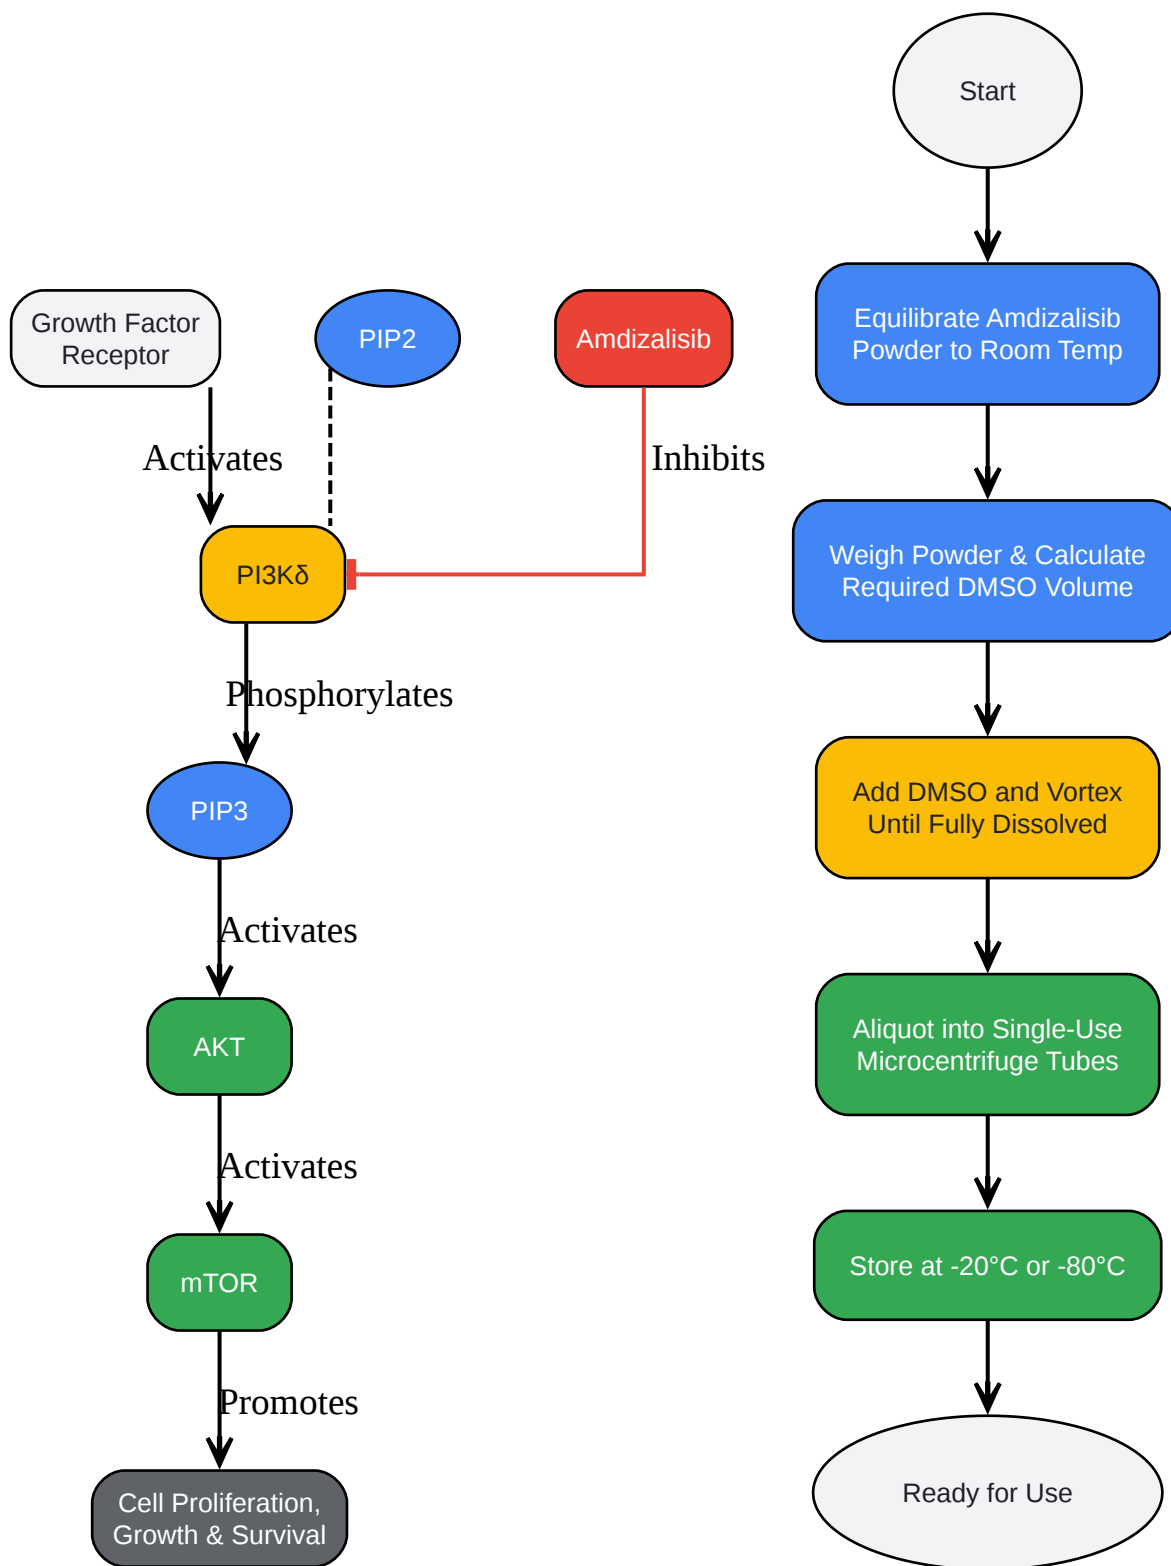 Growth Factor
Receptor
PIP2
Amdizalisib
Activates
Inhibits
PI3Kδ
Phosphorylates
PIP3
Activates
AKT
Activates
mTOR
Promotes
Cell Proliferation,
Growth & Survival
Start
Equilibrate Amdizalisib
Powder to Room Temp
Weigh Powder & Calculate
Required DMSO Volume
Add DMSO and Vortex
Until Fully Dissolved
Aliquot into Single-Use
Microcentrifuge Tubes
Store at -20°C or -80°C
Ready for Use